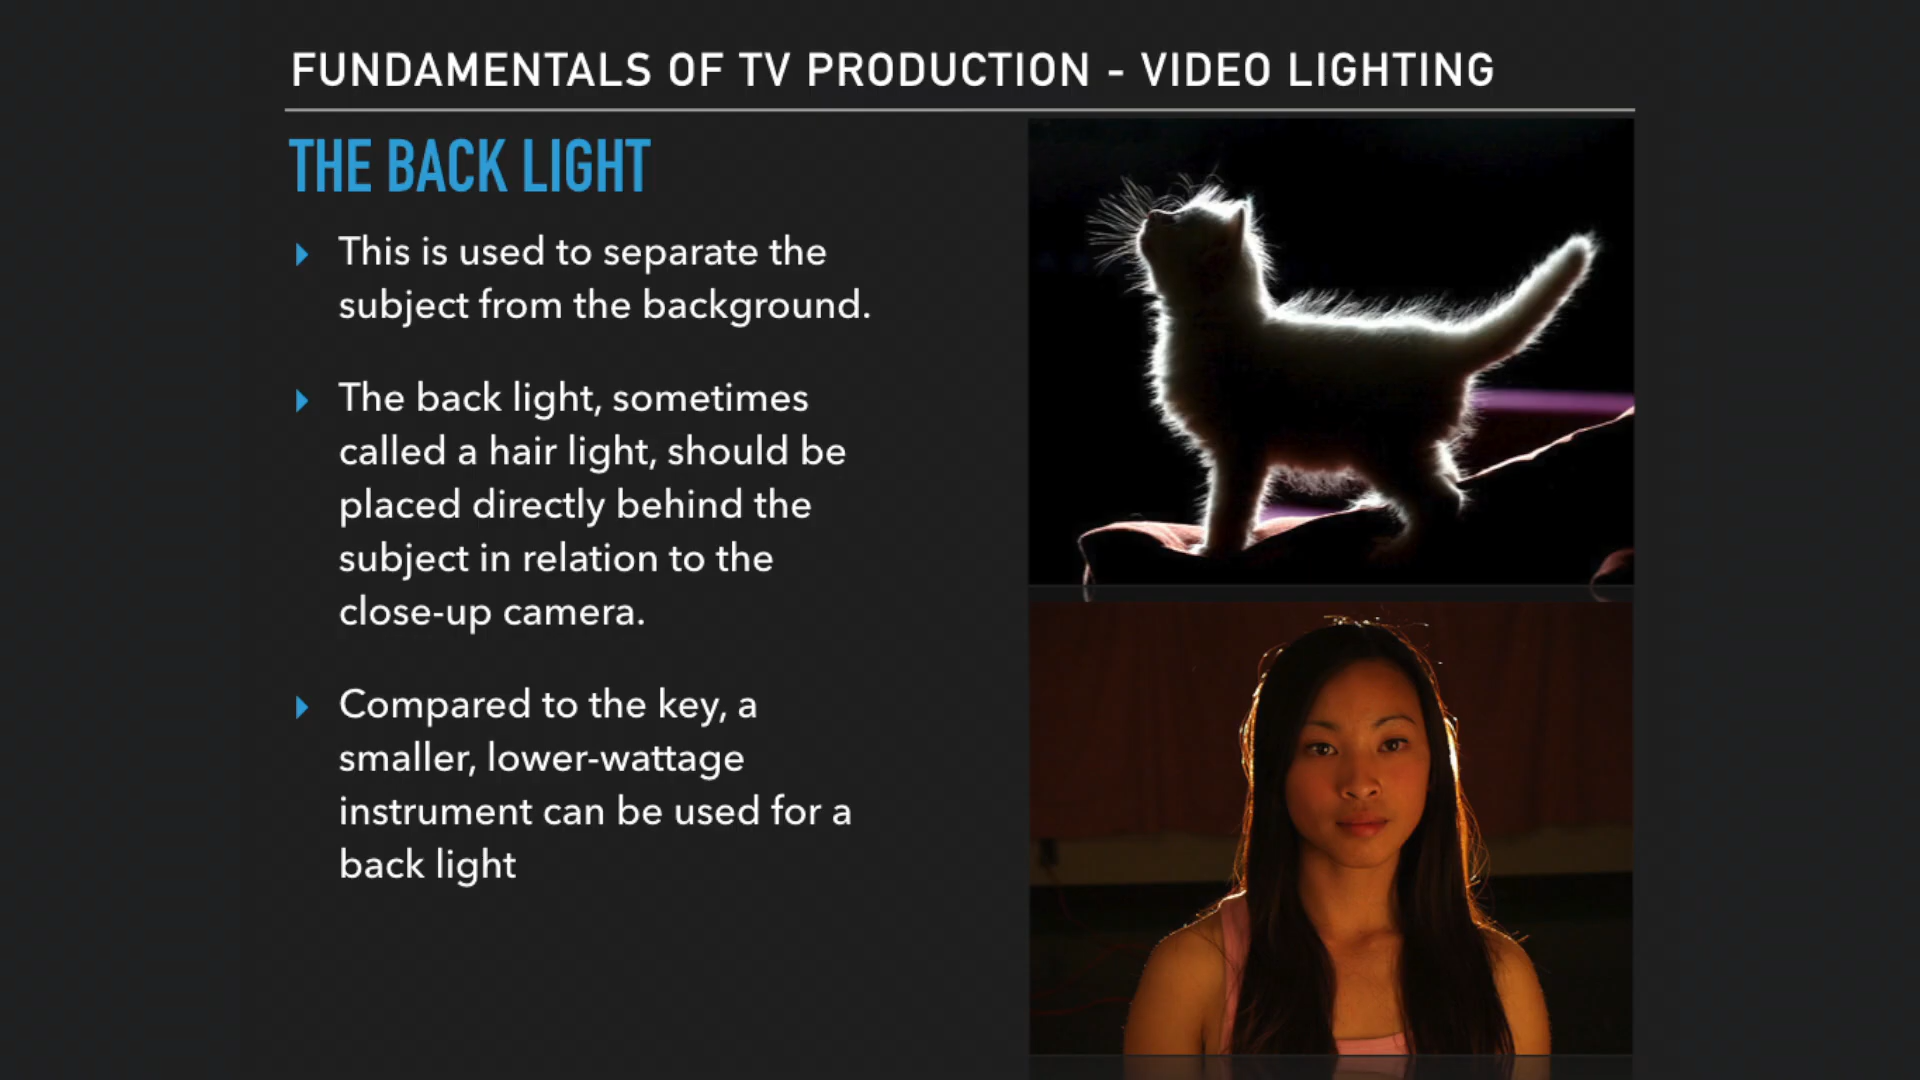 FUNDAMENTALS OF TV PRODUCTION - VIDEO LIGHTING
THE BACK LIGHT
This is used to separate the
subject from the background.
The back light, sometimes
called a hair light, should be
placed directly behind the
subject in relation to the
close-up camera.
Compared to the key, a
smaller, lower-wattage
instrument can be used for a
back light